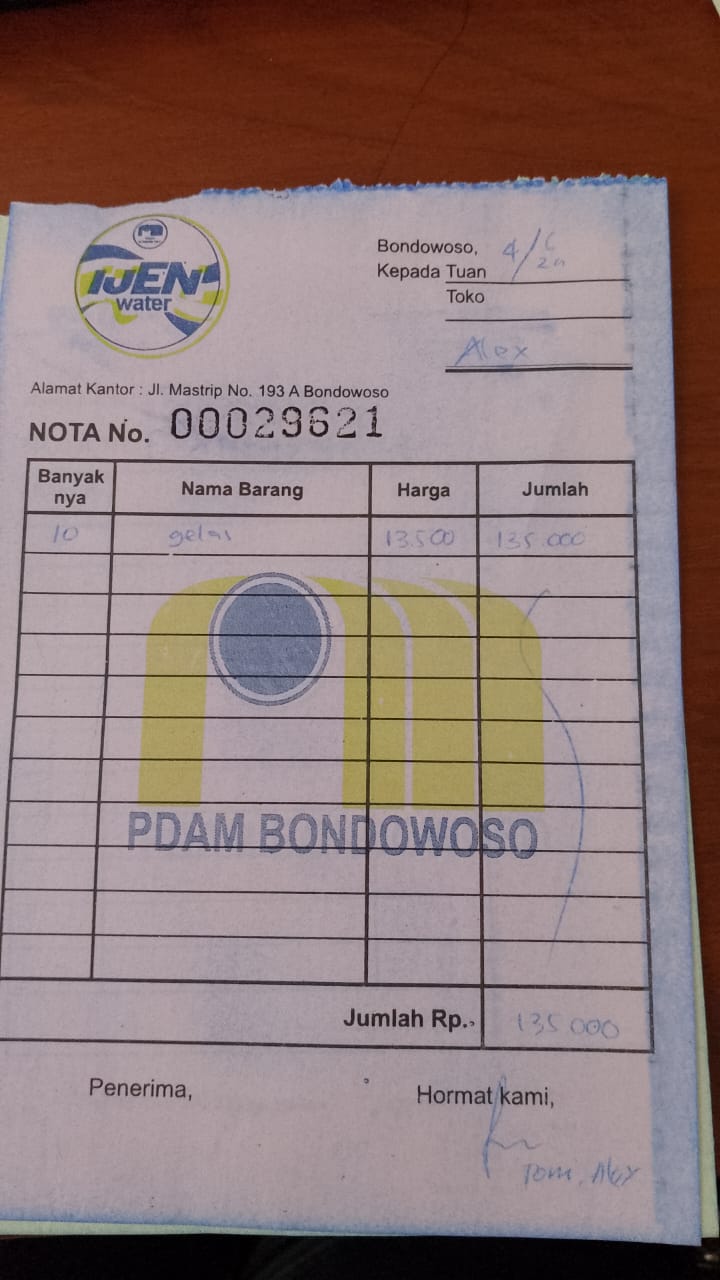 IJEN
water
Bondowoso, 4/6
Kepada Tuan
Toko
Alex
Alamat Kantor : Jl. Mastrip No. 193 A Bondowoso
NOTA No. 00029621
Banyak nya Nama Barang Harga Jumlah
10 gelas 13.500 135.000
PDAM BONDOWOSO
Jumlah Rp. 135.000
Penerima, Hormat kami,
Alex